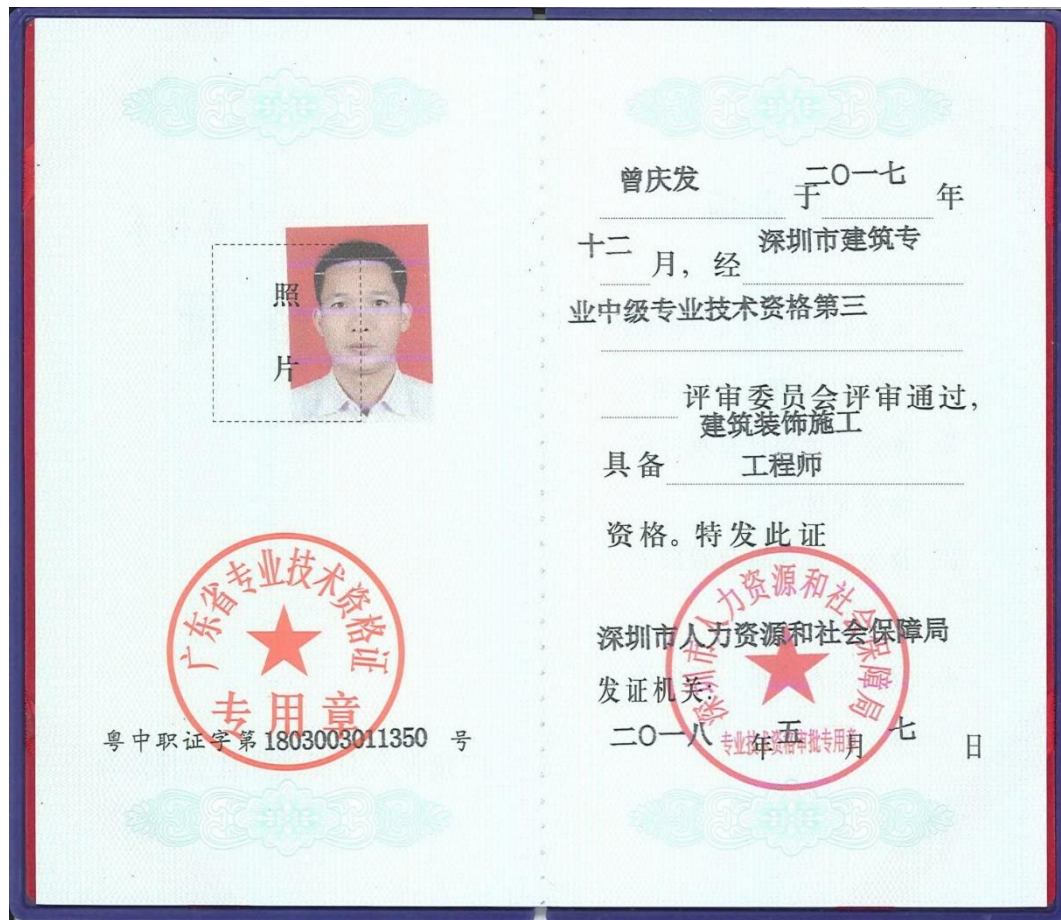 照
片
广东省专业技术资格证
专用章
粤中职证字第1803003011350号
曾庆发于二〇一七年
十二月，经深圳市建筑专
业中级专业技术资格第三
评审委员会评审通过，
建筑装饰施工
具备工程师
资格。特发此证
深圳市人力资源和社会保障局
深圳市人力资源和社会保障局
发证机关：
专业技术资格审批专用章
二〇一八年五月七日